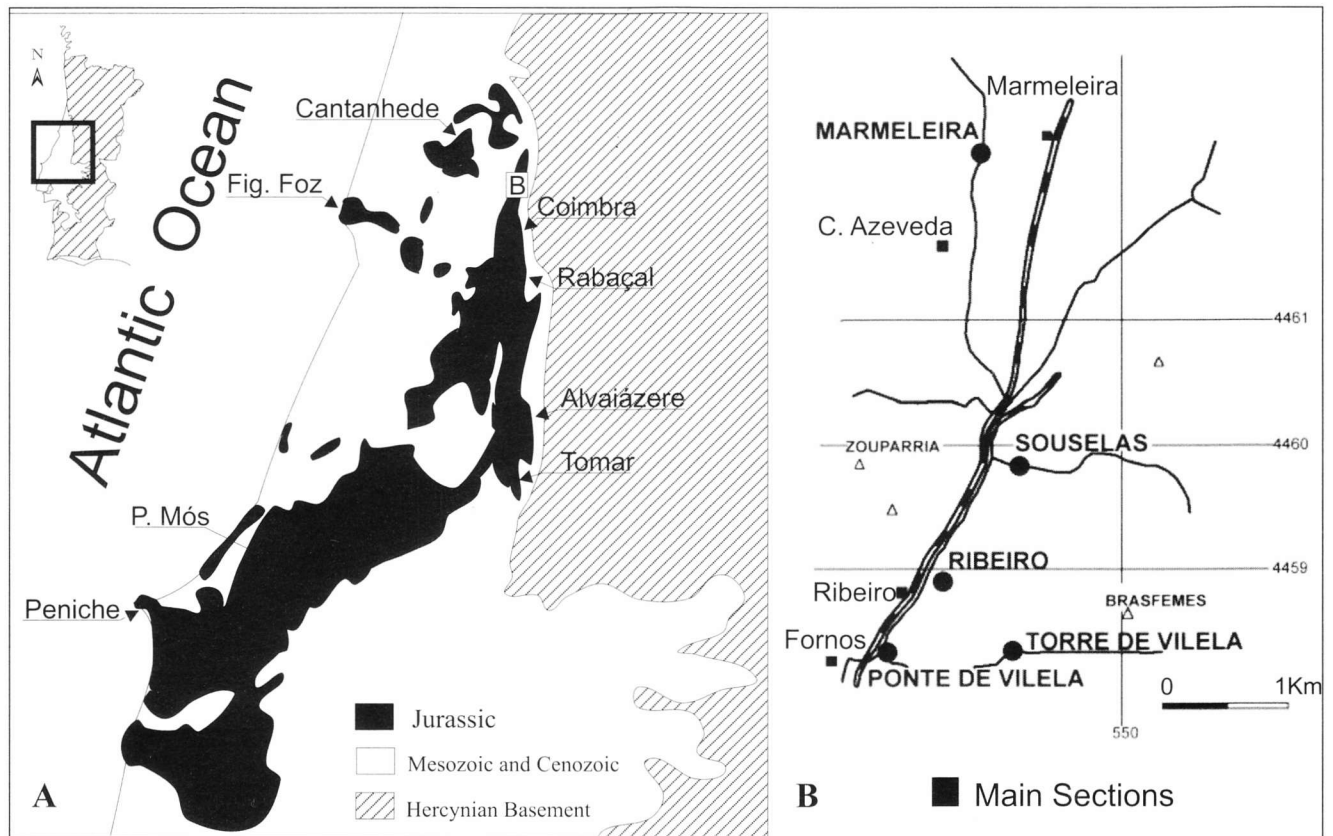 N
Atlantic Ocean
Cantanhede
Fig. Foz
B
Coimbra
Rabaçal
Alvaiázere
Tomar
P. Mós
Peniche
Jurassic
Mesozoic and Cenozoic
Hercynian Basement
A
Marmeleira
MARMELEIRA
C. Azeveda
4461
ZOUPARRIA
SOUSELAS
4460
RIBEIRO
4459
Ribeiro
BRASFEMES
Fornos
TORRE DE VILELA
PONTE DE VILELA
0 1Km
550
B
Main Sections